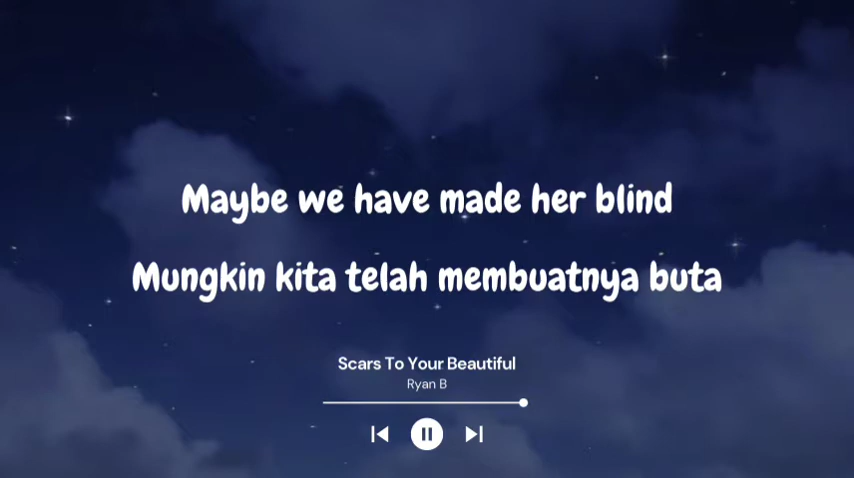 Maybe we have made her blind
Mungkin kita telah membuatnya buta
Scars To Your Beautiful
Ryan B